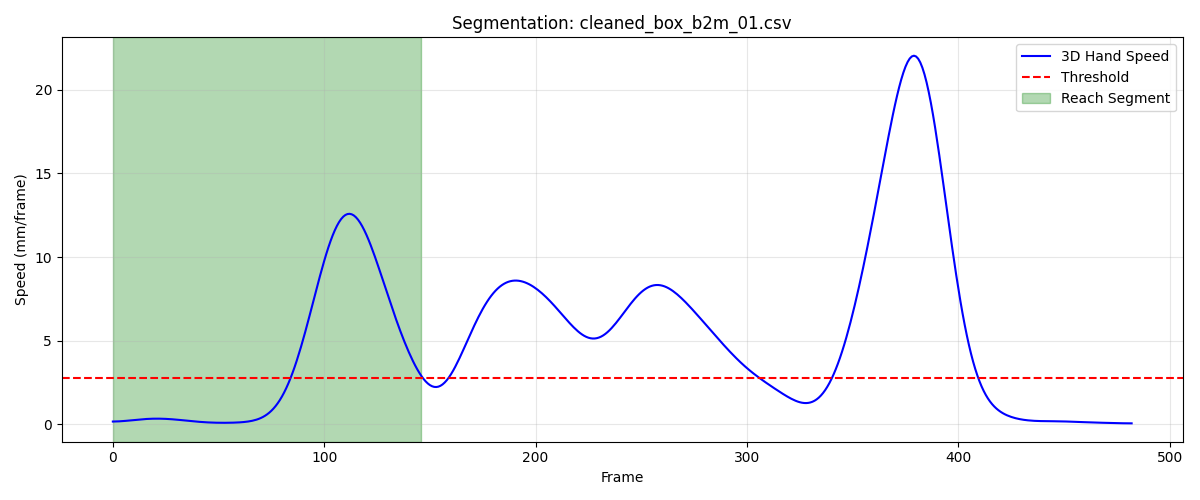 Segmentation: cleaned_box_b2m_01.csv
3D Hand Speed
Threshold
Reach Segment
Speed (mm/frame)
20
15
10
5
0
0 100 200 300 400 500
Frame